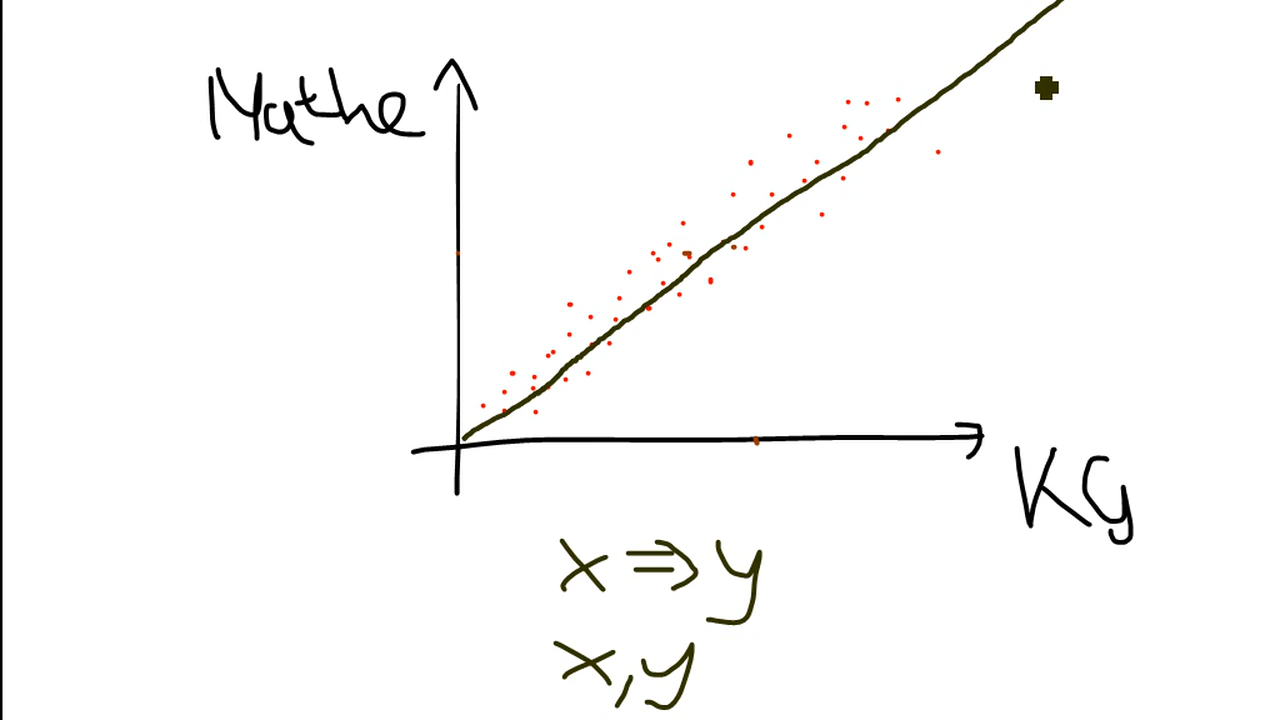 Mathe
KG
x ⇒ y
x, y